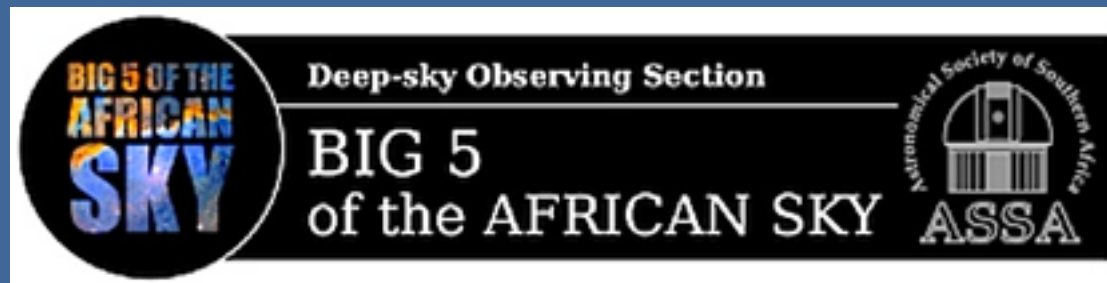 BIG 5 OF THE
AFRICAN
SKY
Deep-sky Observing Section
BIG 5
of the AFRICAN SKY
Astronomical Society of Southern Africa
ASSA